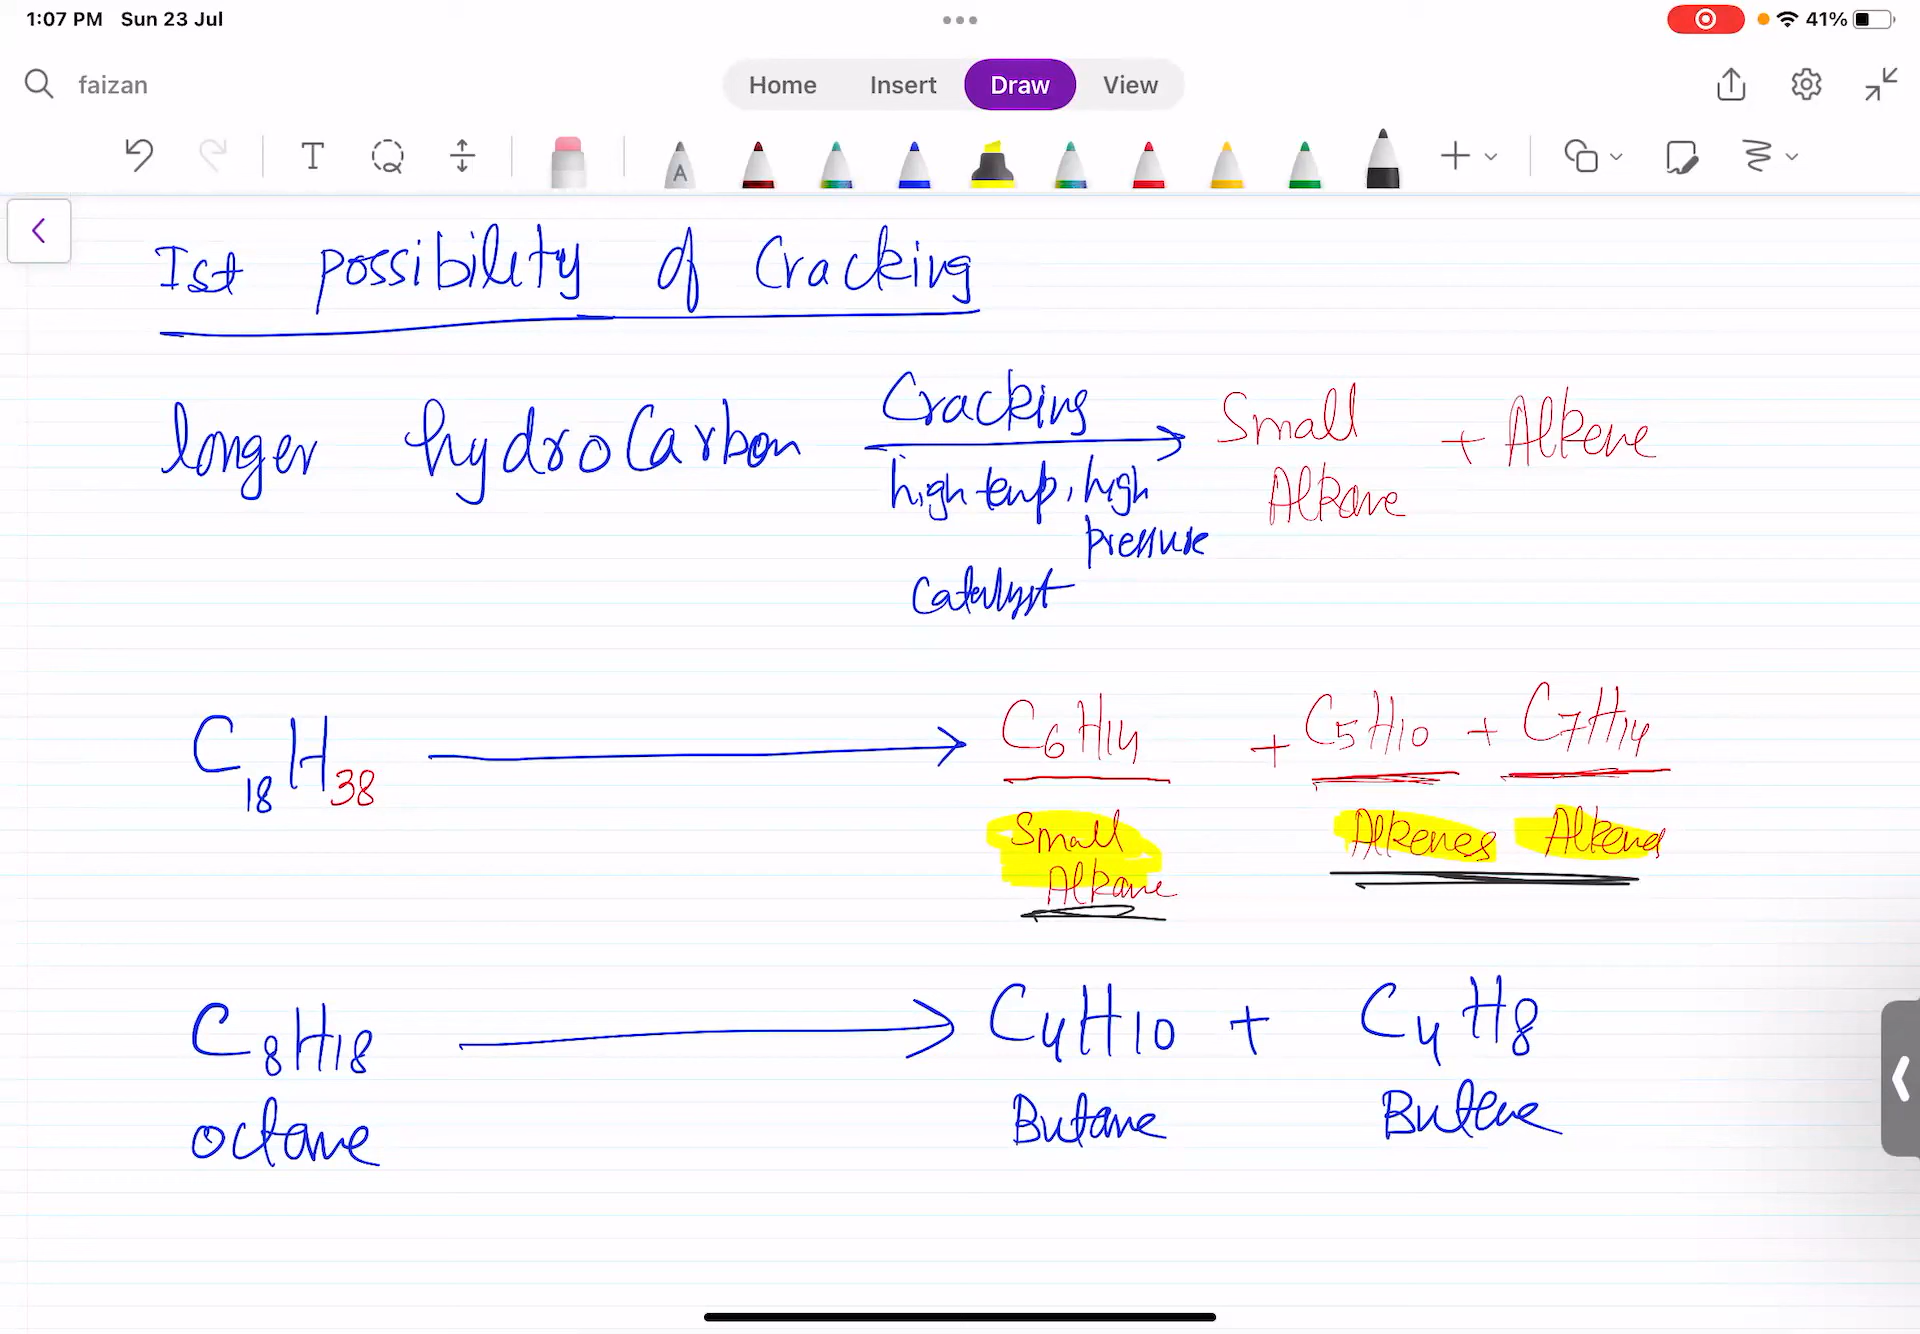 1:07 PM Sun 23 Jul
41%
faizan
Home Insert Draw View
T A
Ist possibility of Cracking
longer hydroCarbon Cracking Small + Alkene
high temp, high Alkane
pressure
Catalyst
C18H38 C6H14 + C5H10 + C7H14
Small Alkenes Alkenes
Alkane
C8H18 C4H10 + C4H8
octane Butane Butene